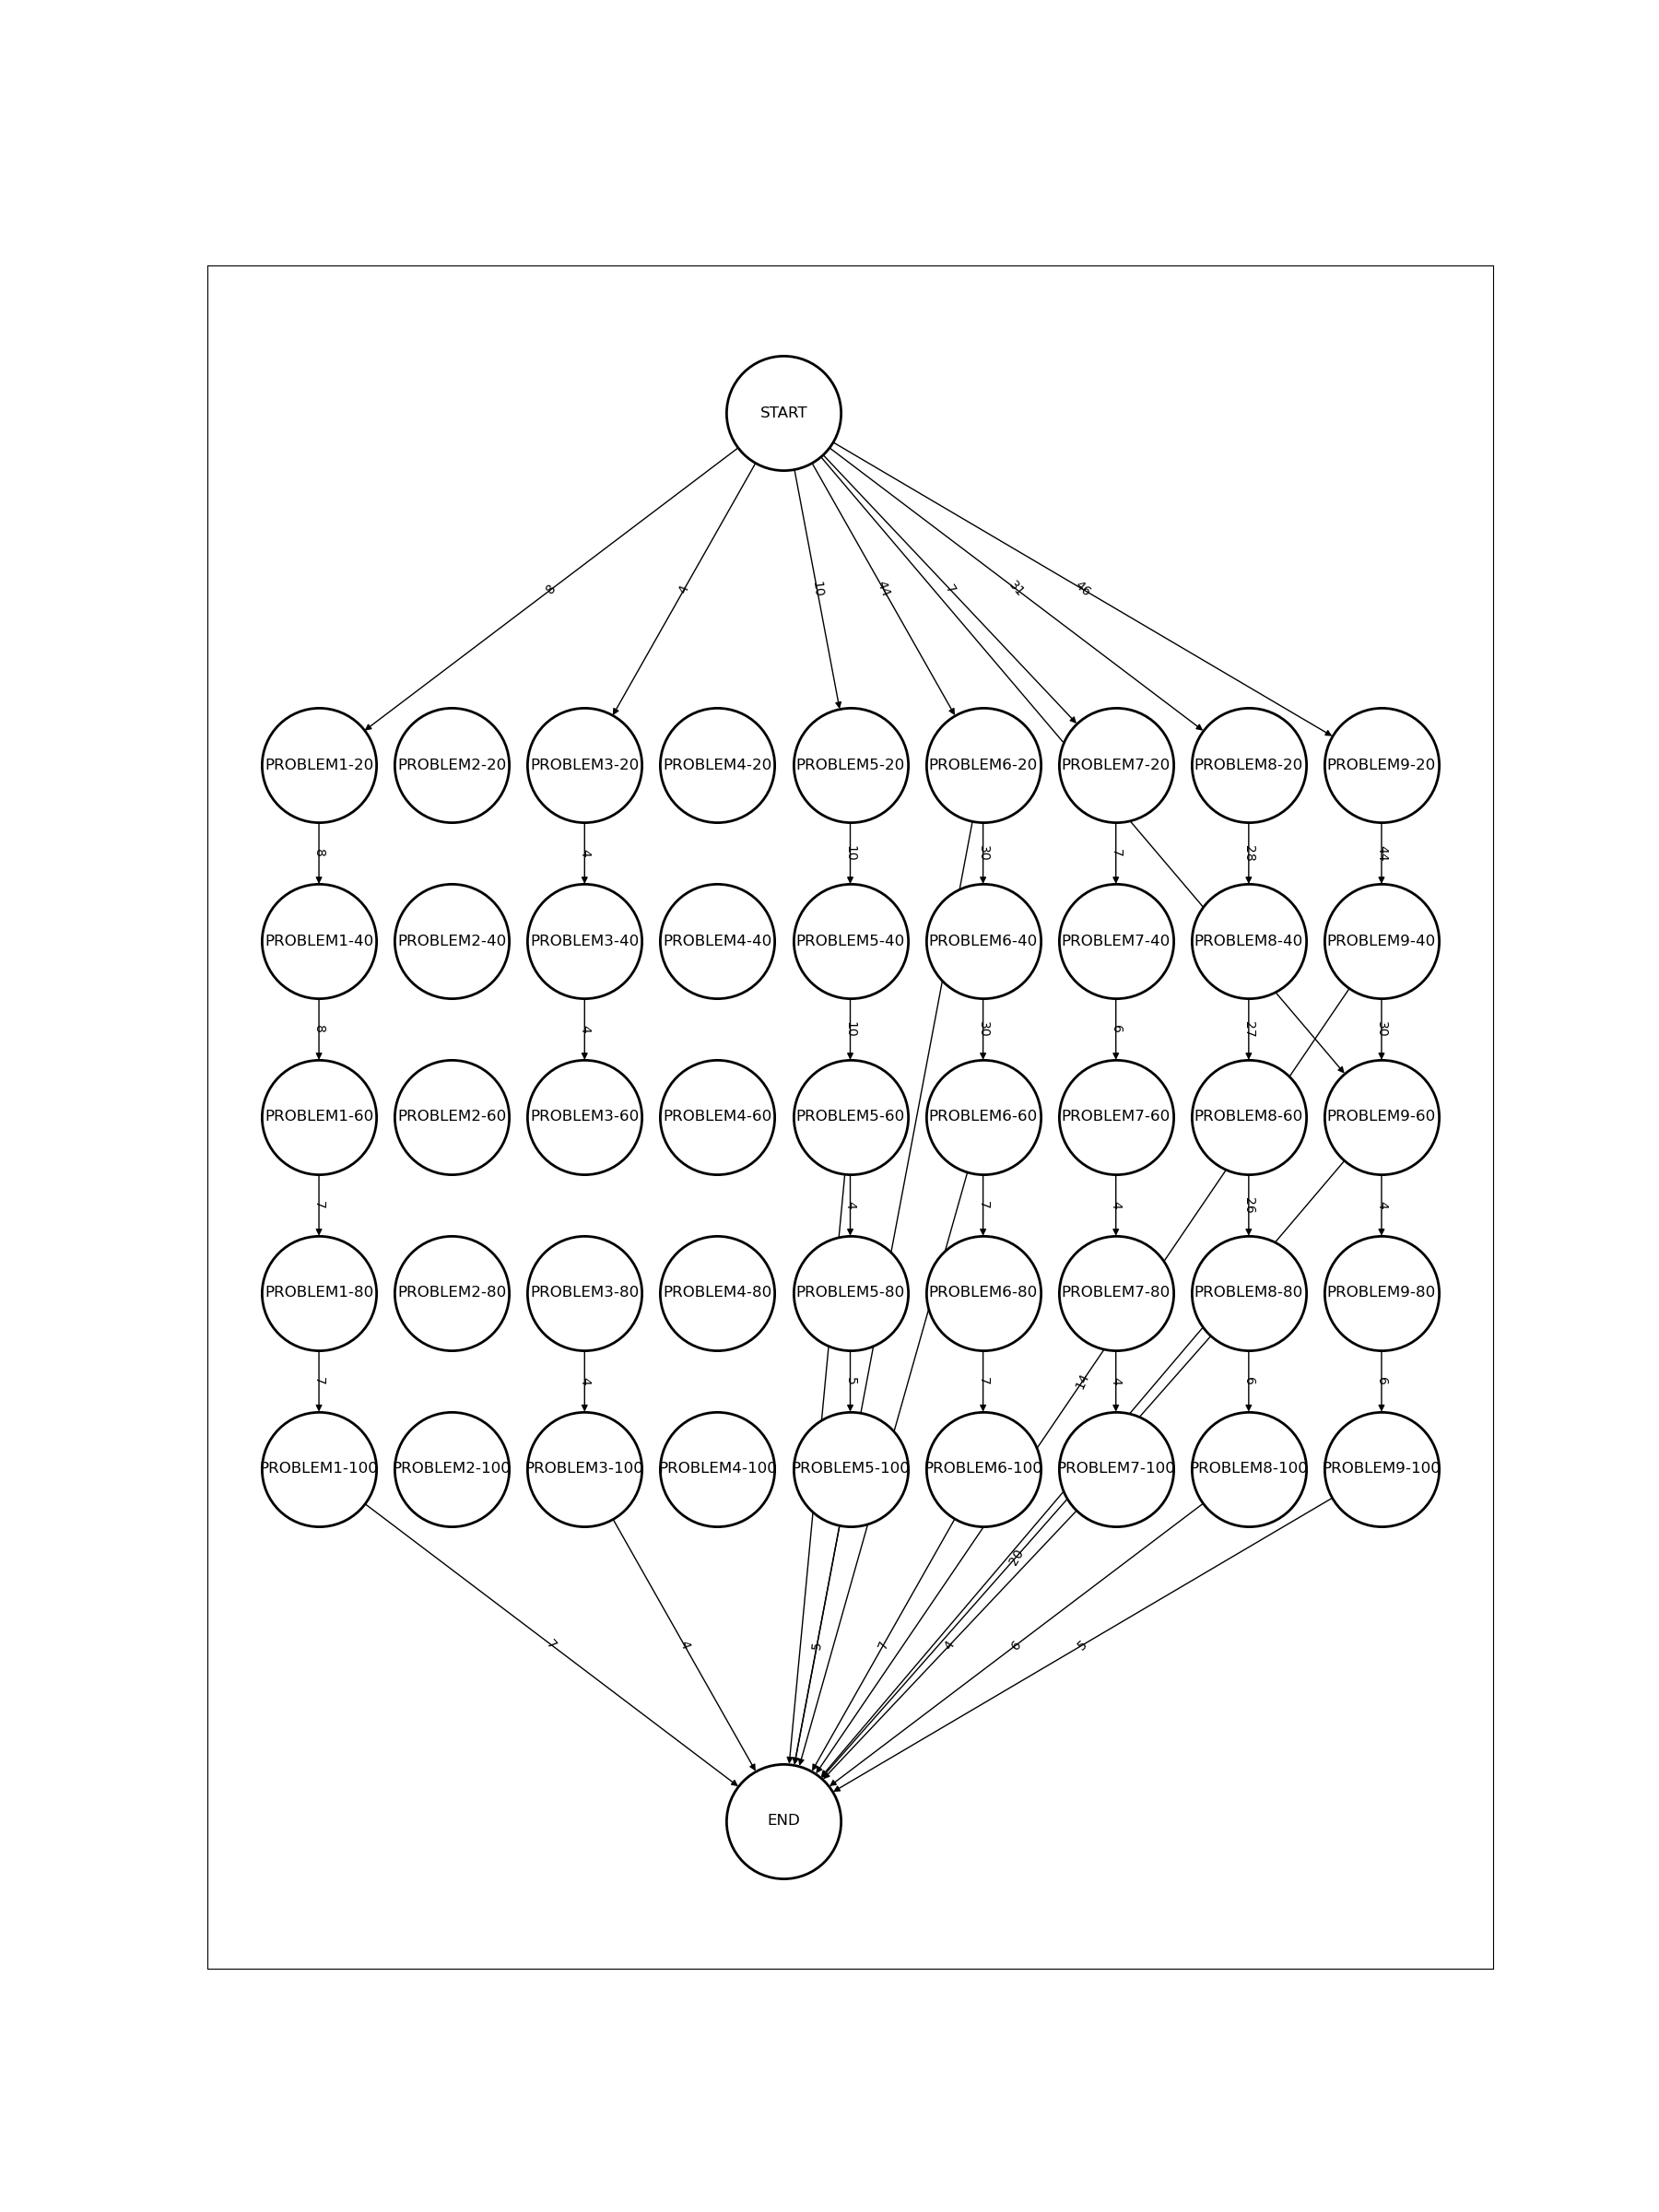 START
8 4 10 44 7 31 46
PROBLEM1-20 PROBLEM2-20 PROBLEM3-20 PROBLEM4-20 PROBLEM5-20 PROBLEM6-20 PROBLEM7-20 PROBLEM8-20 PROBLEM9-20
8 4 10 30 7 28 44
PROBLEM1-40 PROBLEM2-40 PROBLEM3-40 PROBLEM4-40 PROBLEM5-40 PROBLEM6-40 PROBLEM7-40 PROBLEM8-40 PROBLEM9-40
8 4 10 30 6 27 30
PROBLEM1-60 PROBLEM2-60 PROBLEM3-60 PROBLEM4-60 PROBLEM5-60 PROBLEM6-60 PROBLEM7-60 PROBLEM8-60 PROBLEM9-60
7 4 7 4 26 4
PROBLEM1-80 PROBLEM2-80 PROBLEM3-80 PROBLEM4-80 PROBLEM5-80 PROBLEM6-80 PROBLEM7-80 PROBLEM8-80 PROBLEM9-80
7 4 5 7 14 4 6 6
PROBLEM1-100 PROBLEM2-100 PROBLEM3-100 PROBLEM4-100 PROBLEM5-100 PROBLEM6-100 PROBLEM7-100 PROBLEM8-100 PROBLEM9-100
20
7 4 5 7 4 6 5
END